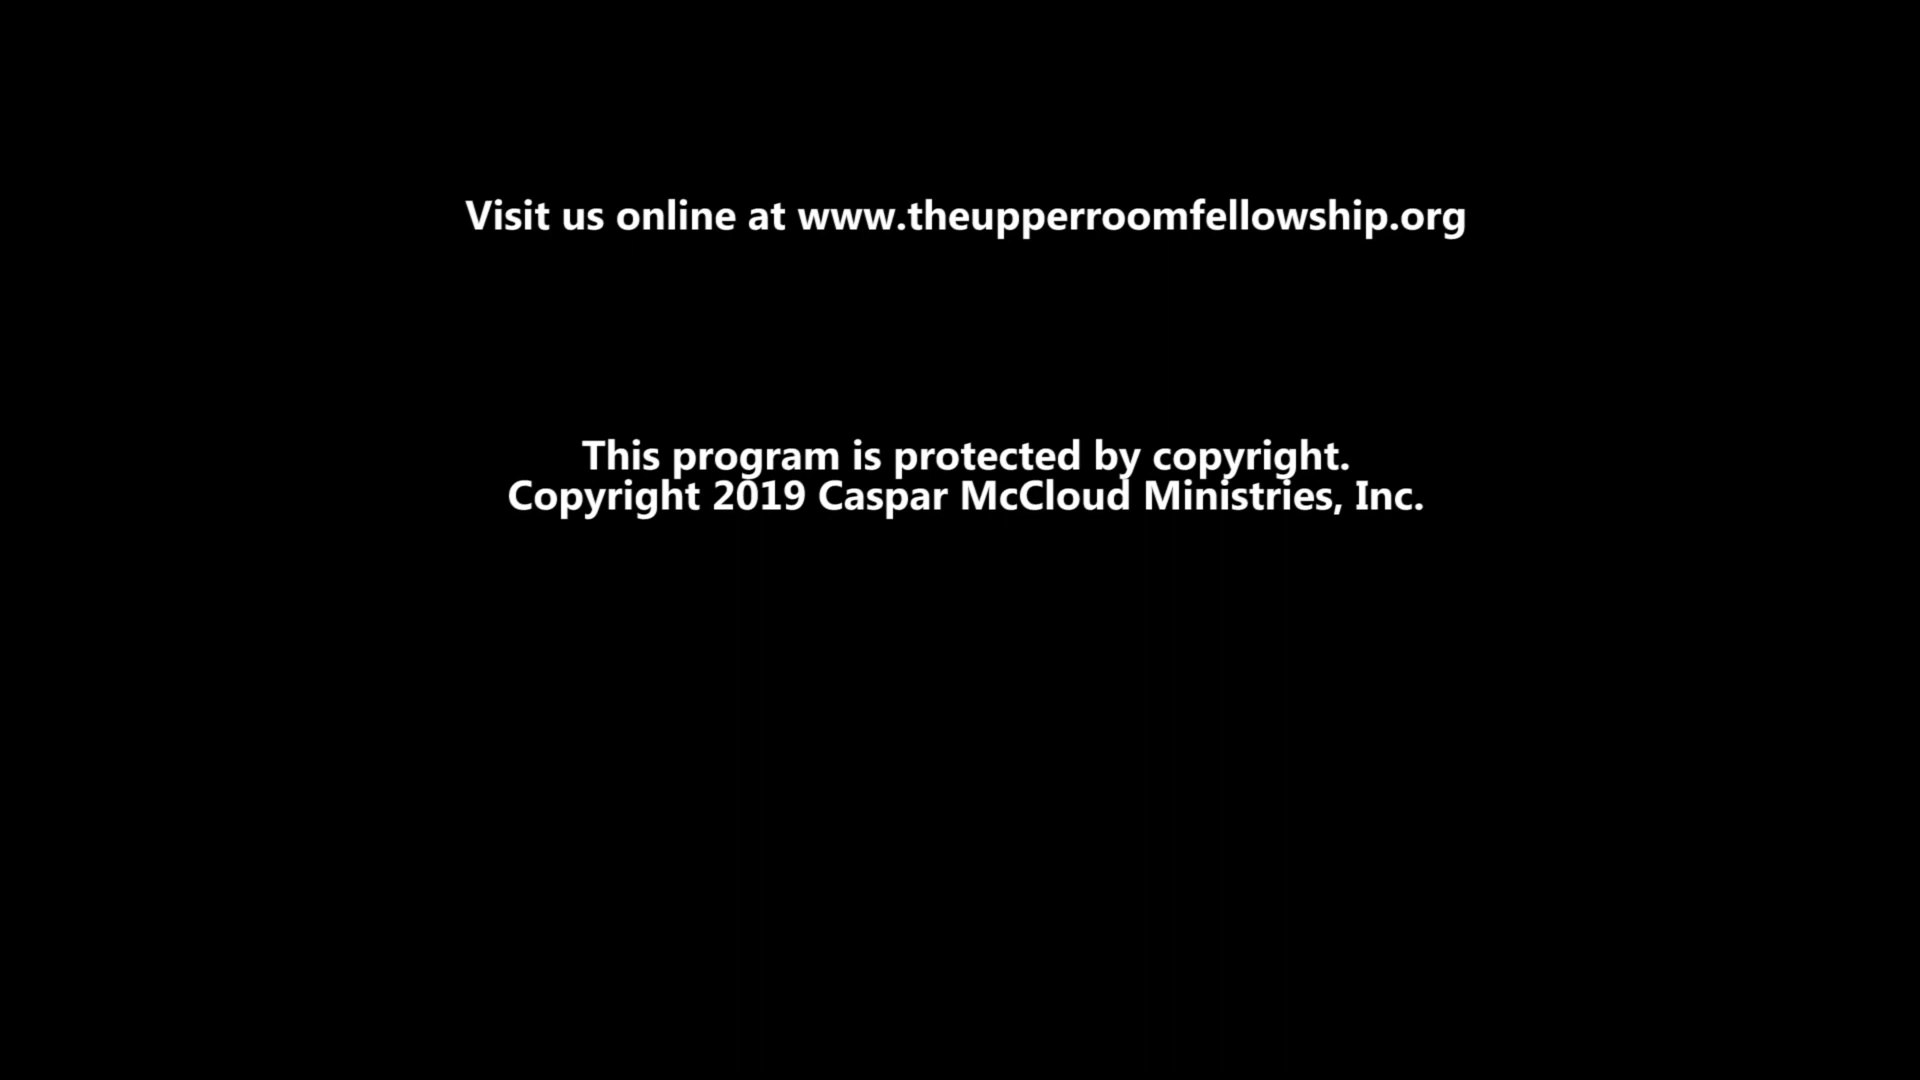 Visit us online at www.theupperroomfellowship.org
This program is protected by copyright.
Copyright 2019 Caspar McCloud Ministries, Inc.